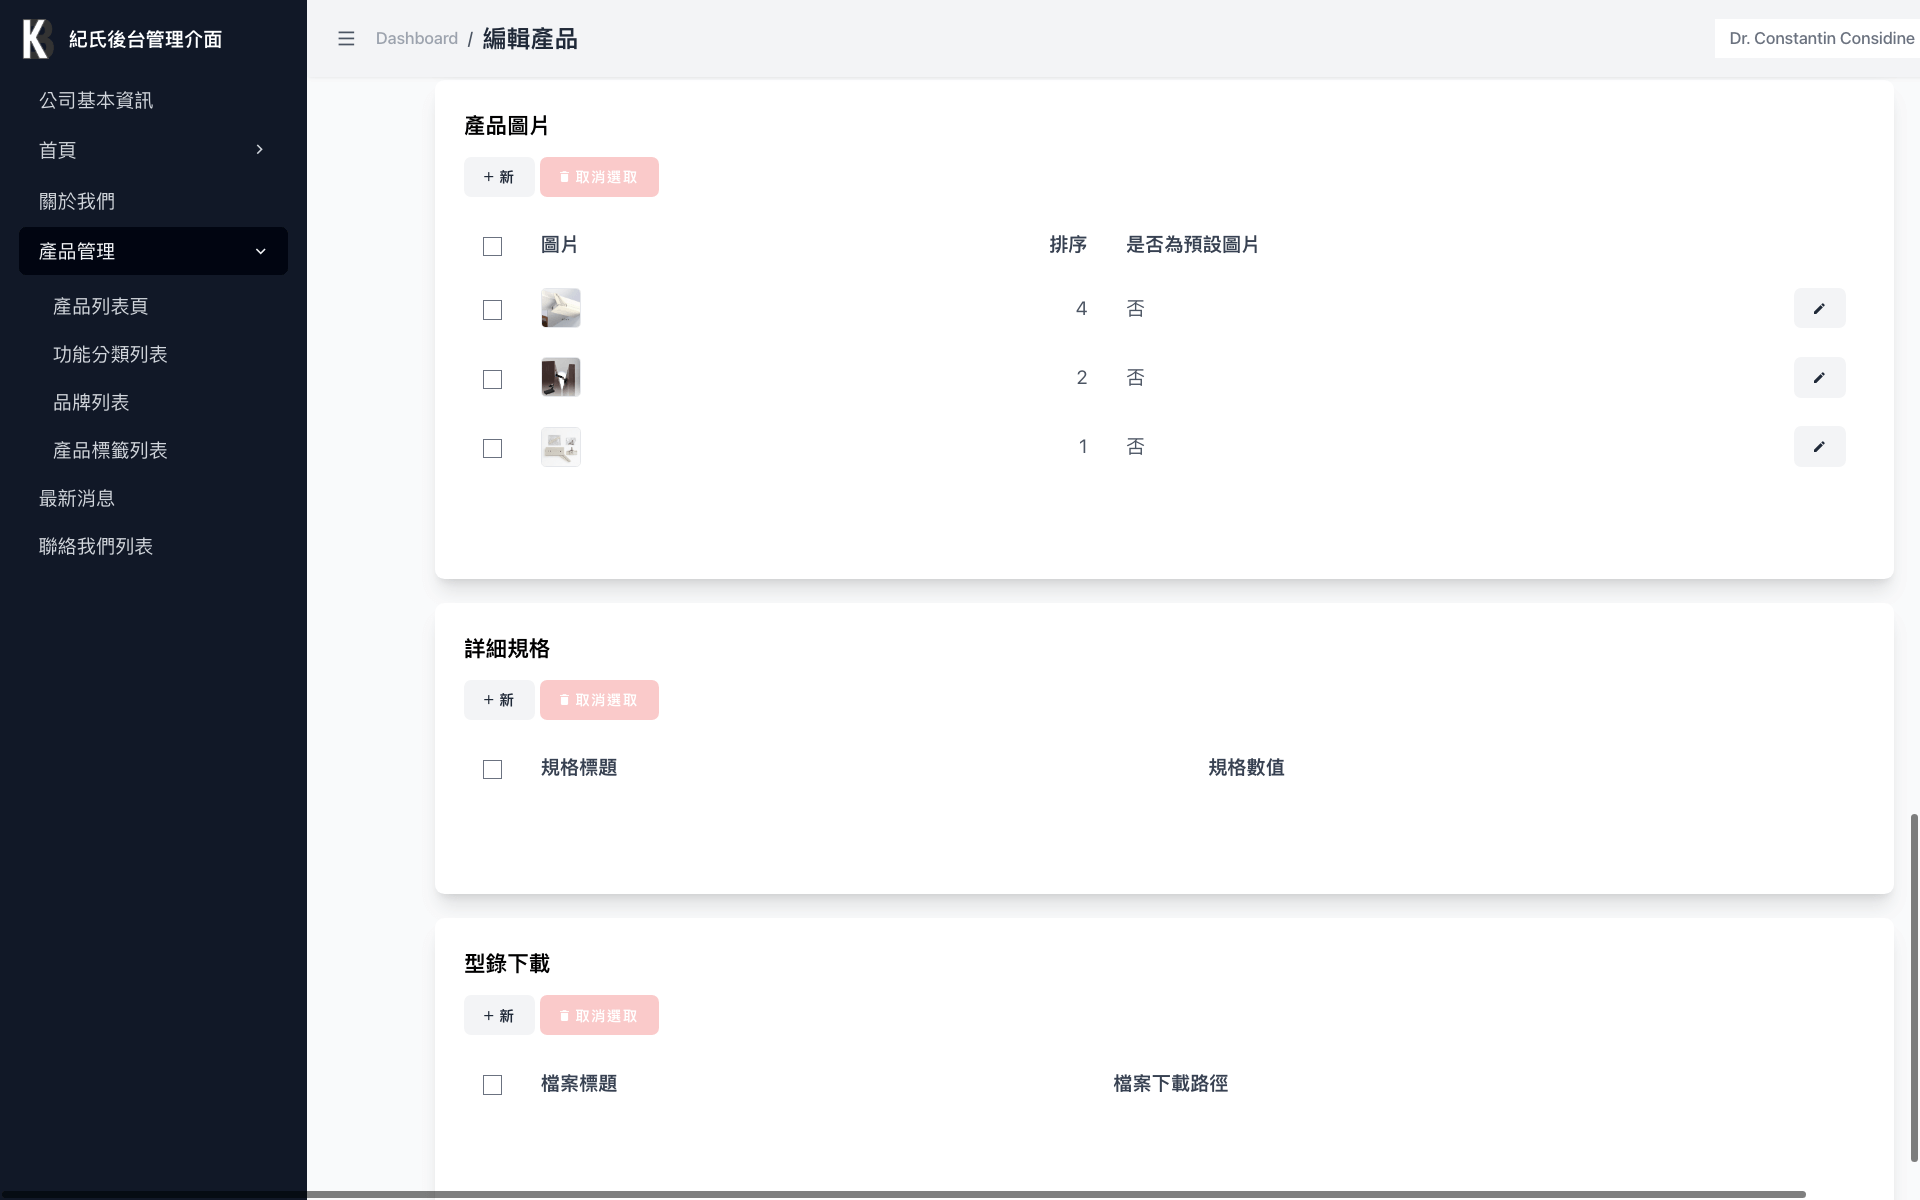 紀氏後台管理介面
Dashboard / 編輯產品
Dr. Constantin Considine
公司基本資訊
首頁
關於我們
產品管理
產品列表頁
功能分類列表
品牌列表
產品標籤列表
最新消息
聯絡我們列表
產品圖片
+ 新 取消選取
圖片 排序 是否為預設圖片
4 否
2 否
1 否
詳細規格
+ 新 取消選取
規格標題 規格數值
型錄下載
+ 新 取消選取
檔案標題 檔案下載路徑